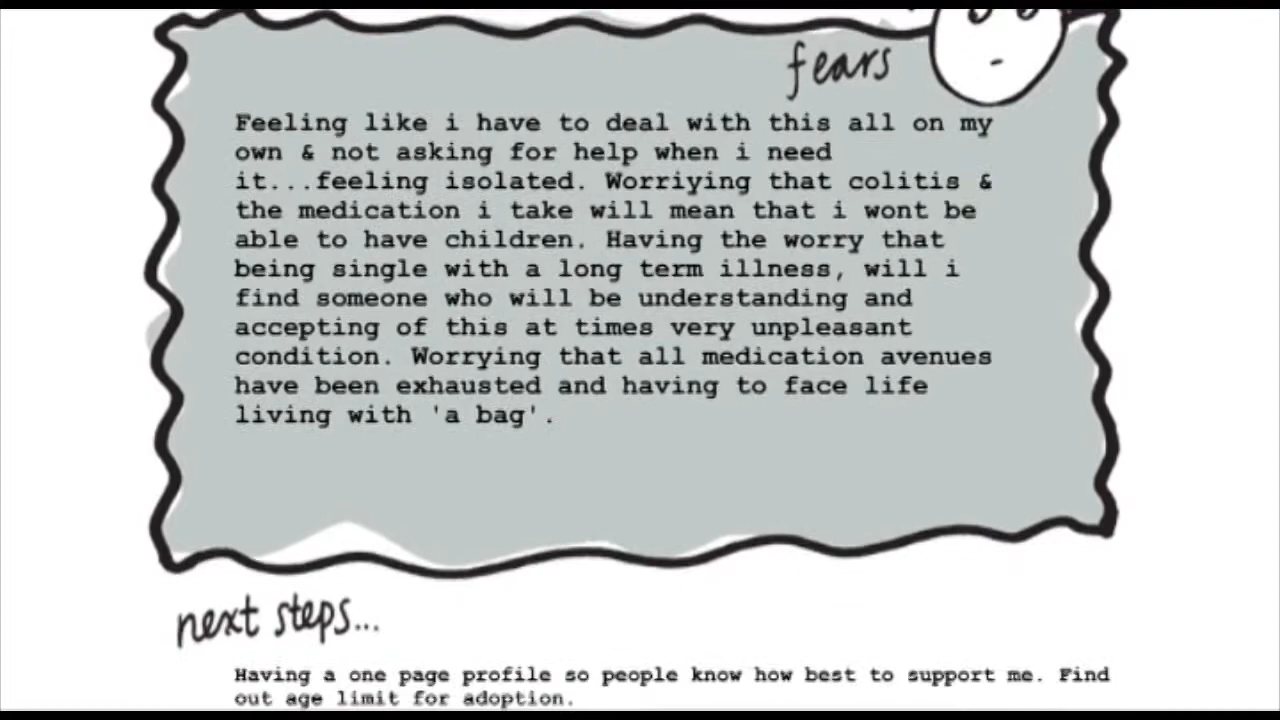 fears
Feeling like i have to deal with this all on my
own & not asking for help when i need
it...feeling isolated. Worriying that colitis &
the medication i take will mean that i wont be
able to have children. Having the worry that
being single with a long term illness, will i
find someone who will be understanding and
accepting of this at times very unpleasant
condition. Worrying that all medication avenues
have been exhausted and having to face life
living with 'a bag'.
next steps...
Having a one page profile so people know how best to support me. Find
out age limit for adoption.